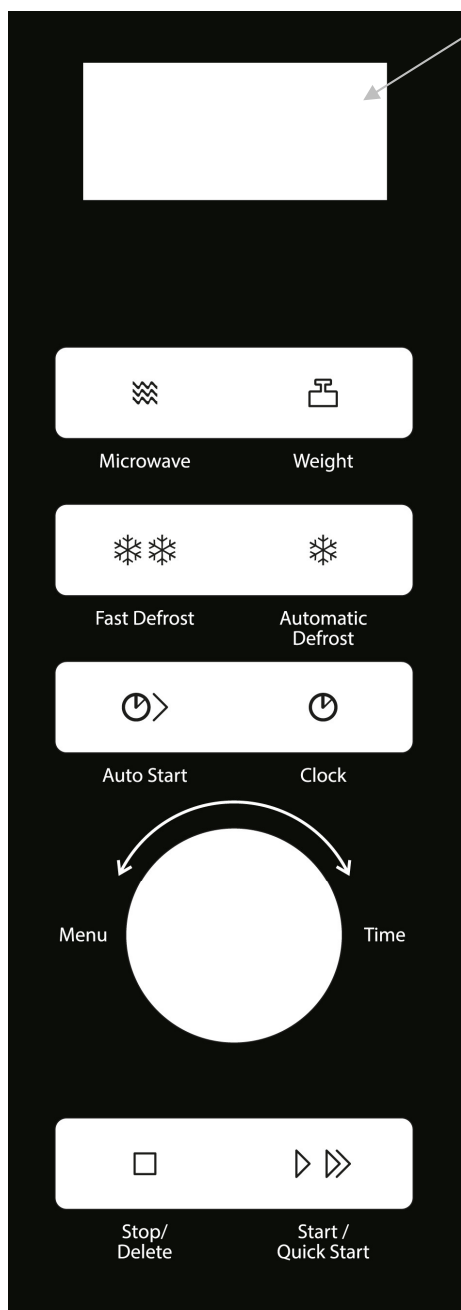 Microwave Weight
Fast Defrost Automatic
Defrost
Auto Start Clock
Menu Time
Stop/ Start /
Delete Quick Start